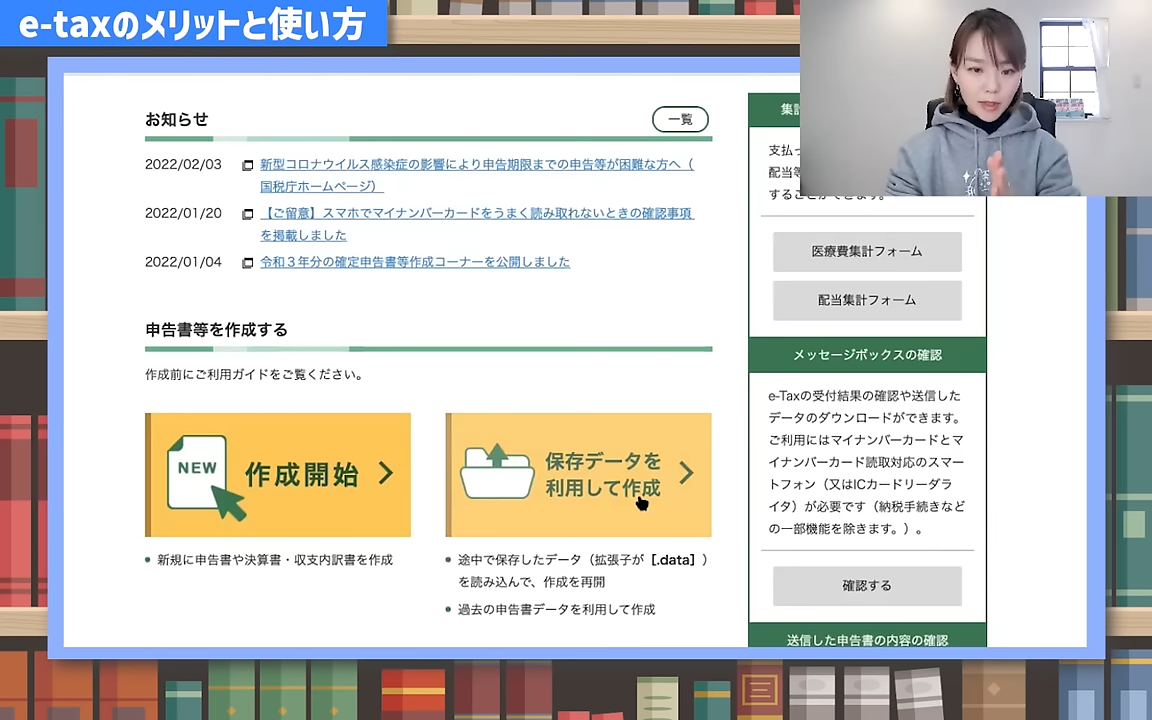 e-taxのメリットと使い方
お知らせ
一覧
2022/02/03
新型コロナウイルス感染症の影響により申告期限までの申告等が困難な方へ（
国税庁ホームページ）
2022/01/20
【ご留意】スマホでマイナンバーカードをうまく読み取れないときの確認事項
を掲載しました
2022/01/04
令和３年分の確定申告書等作成コーナーを公開しました
申告書等を作成する
作成前にご利用ガイドをご覧ください。
NEW
作成開始
新規に申告書や決算書・収支内訳書を作成
保存データを
利用して作成
途中で保存したデータ（拡張子が［.data］）
を読み込んで、作成を再開
過去の申告書データを利用して作成
集計
支払っ
配当等
することができます。
医療費集計フォーム
配当集計フォーム
メッセージボックスの確認
e-Taxの受付結果の確認や送信した
データのダウンロードができます。
ご利用にはマイナンバーカードとマ
イナンバーカード読取対応のスマー
トフォン（又はICカードリーダラ
イタ）が必要です（納税手続きなど
の一部機能を除きます。）。
確認する
送信した申告書の内容の確認